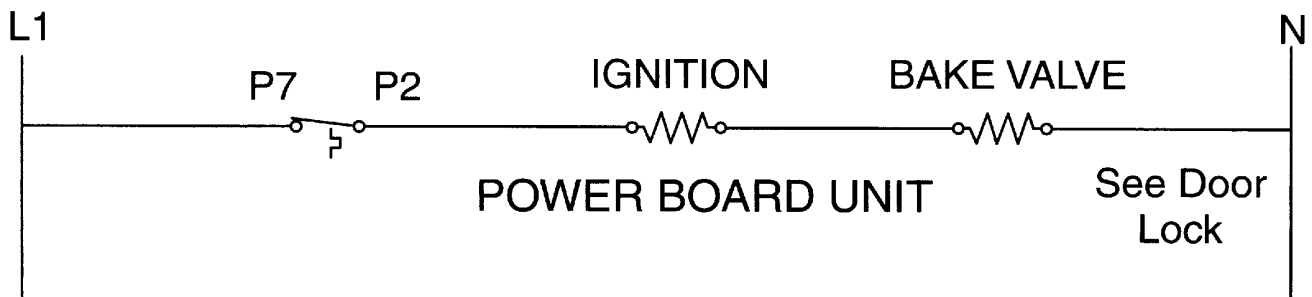 L1
N
P7
P2
IGNITION
BAKE VALVE
POWER BOARD UNIT
See Door
Lock